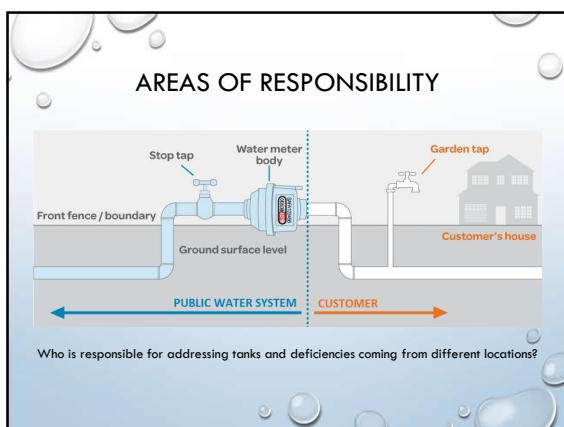 AREAS OF RESPONSIBILITY
Stop tap
Water meter
body
Garden tap
Front fence / boundary
Ground surface level
Customer's house
PUBLIC WATER SYSTEM
CUSTOMER
Who is responsible for addressing tanks and deficiencies coming from different locations?